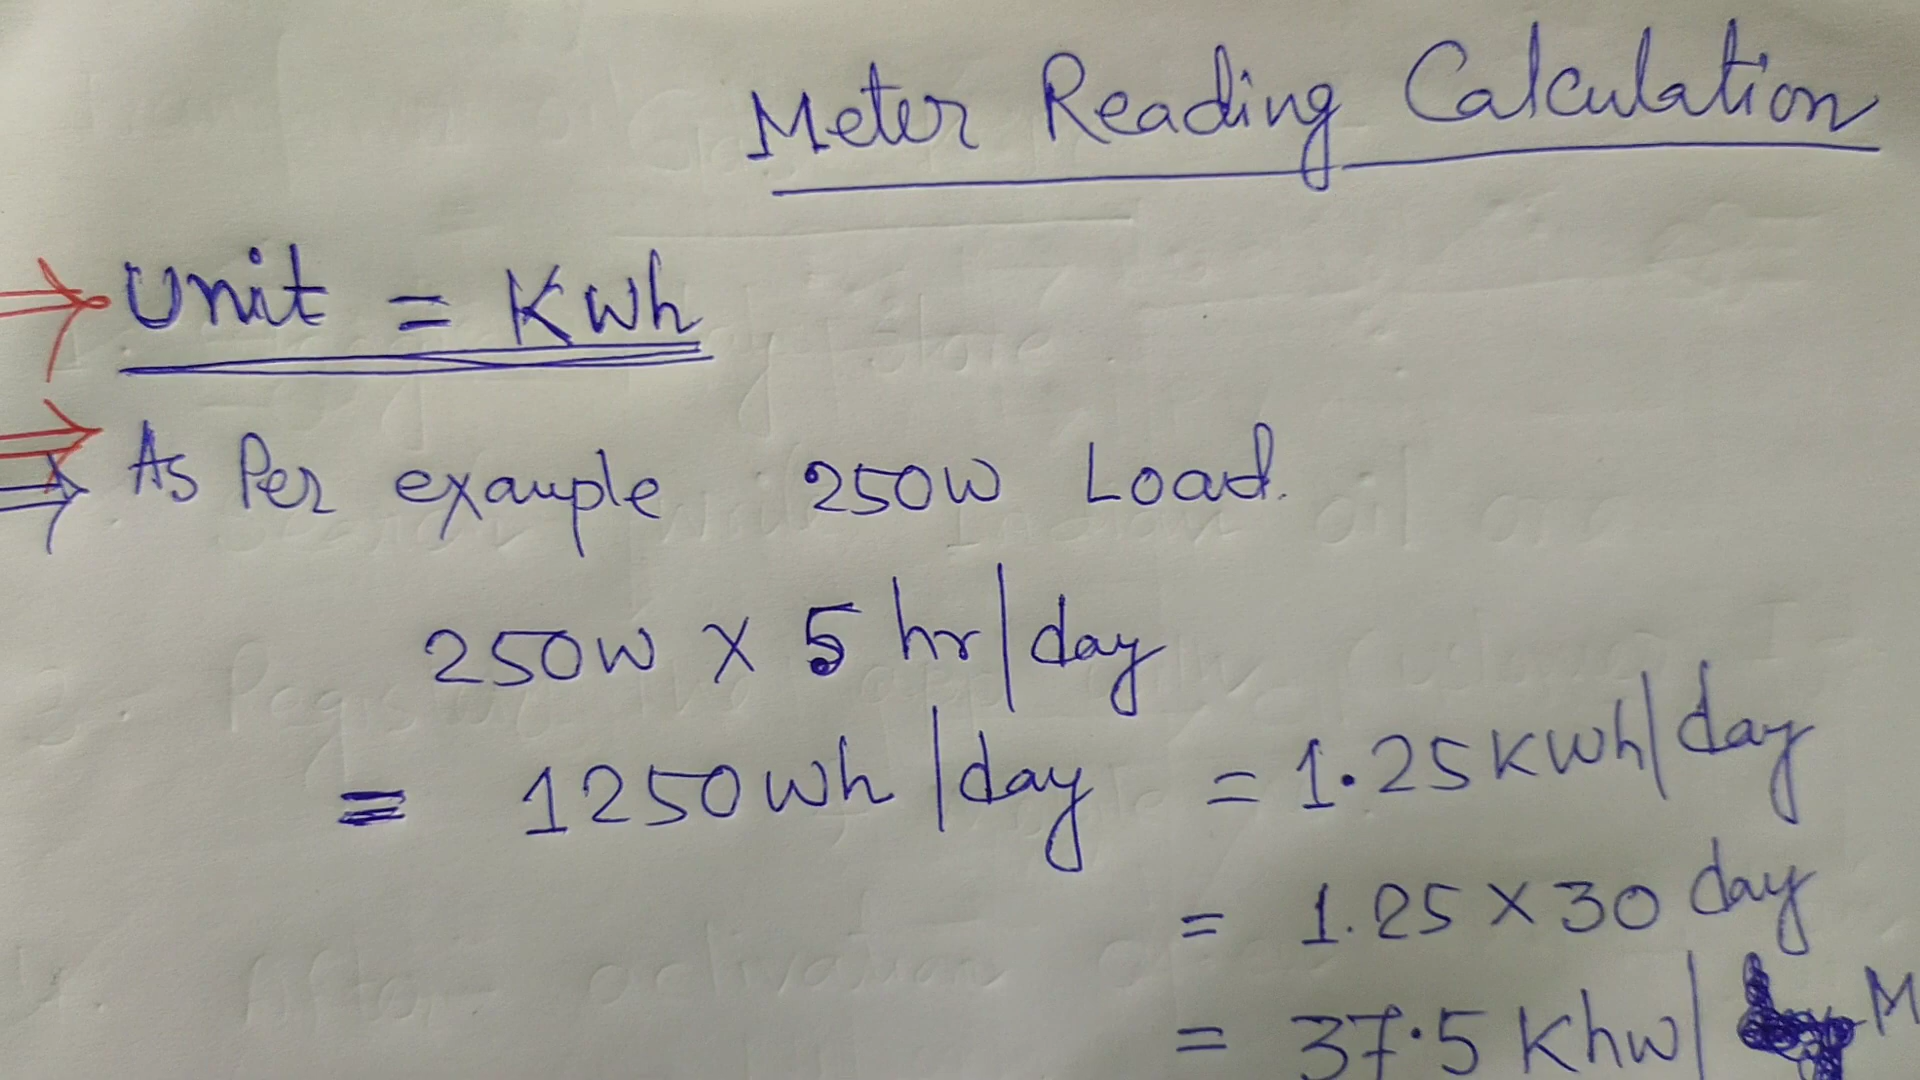 Meter Reading Calculation
Unit = KWh
As Per example 250W Load.
250W X 5 hr/day
= 1250Wh/day = 1.25KWh/day
= 1.25 X 30 day
= 37.5 Khw/ M